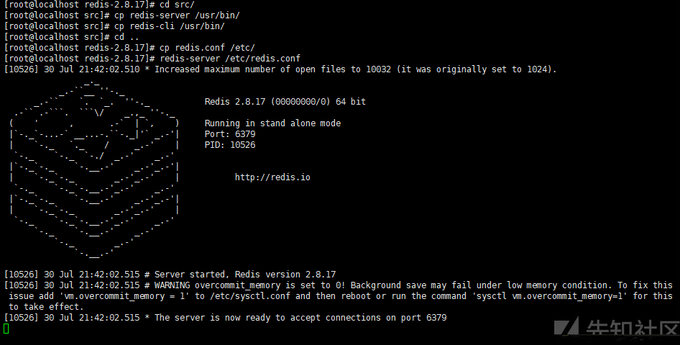 [root@localhost redis-2.8.17]# cd src/
[root@localhost src]# cp redis-server /usr/bin/
[root@localhost src]# cp redis-cli /usr/bin/
[root@localhost src]# cd ..
[root@localhost redis-2.8.17]# cp redis.conf /etc/
[root@localhost redis-2.8.17]# redis-server /etc/redis.conf
[10526] 30 Jul 21:42:02.510 * Increased maximum number of open files to 10032 (it was originally set to 1024).
Redis 2.8.17 (00000000/0) 64 bit
Running in stand alone mode
Port: 6379
PID: 10526
http://redis.io
[10526] 30 Jul 21:42:02.515 # Server started, Redis version 2.8.17
[10526] 30 Jul 21:42:02.515 # WARNING overcommit_memory is set to 0! Background save may fail under low memory condition. To fix this
issue add 'vm.overcommit_memory = 1' to /etc/sysctl.conf and then reboot or run the command 'sysctl vm.overcommit_memory=1' for this
to take effect.
[10526] 30 Jul 21:42:02.515 * The server is now ready to accept connections on port 6379
先知社区